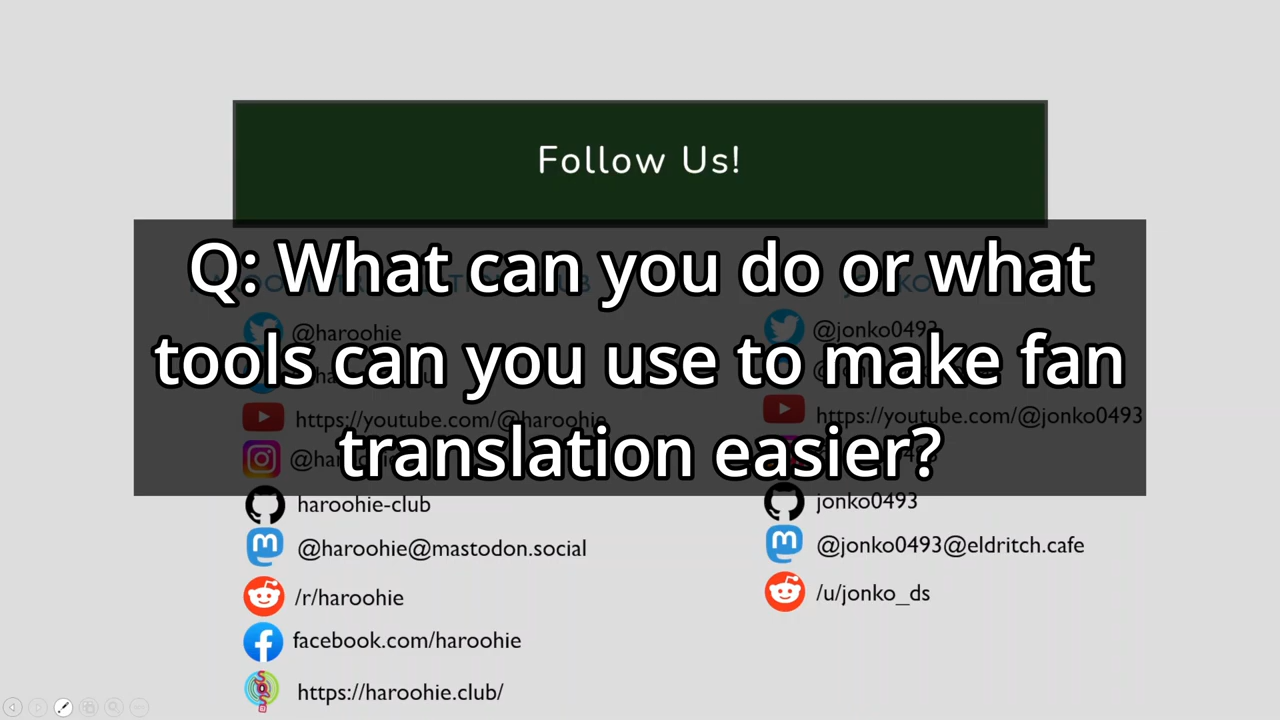 Follow Us!
Q: What can you do or what
tools can you use to make fan
translation easier?
@haroohie
https://youtube.com/@haroohie
haroohie-club
@haroohie@mastodon.social
/r/haroohie
facebook.com/haroohie
https://haroohie.club/
@jonko0493
https://youtube.com/@jonko0493
jonko0493
@jonko0493@eldritch.cafe
/u/jonko_ds